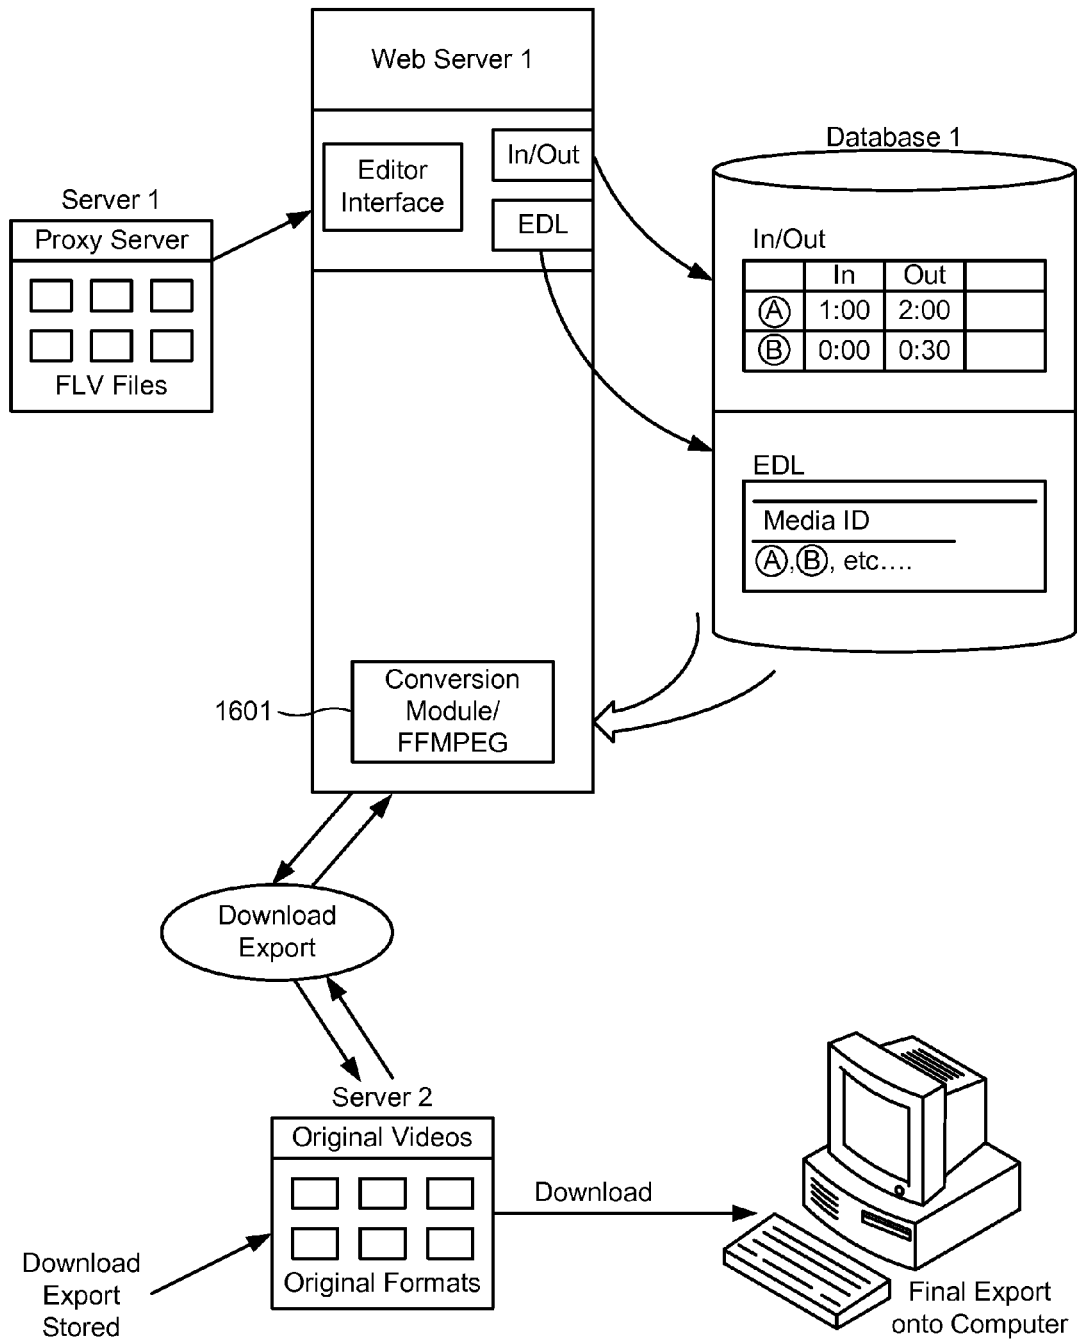 Web Server 1
Editor
Interface
In/Out
EDL
Server 1
Proxy Server
FLV Files
Database 1
In/Out
In Out
A 1:00 2:00
B 0:00 0:30
EDL
Media ID
A, B, etc....
1601
Conversion
Module/
FFMPEG
Download
Export
Server 2
Original Videos
Original Formats
Download
Download
Export
Stored
Final Export
onto Computer